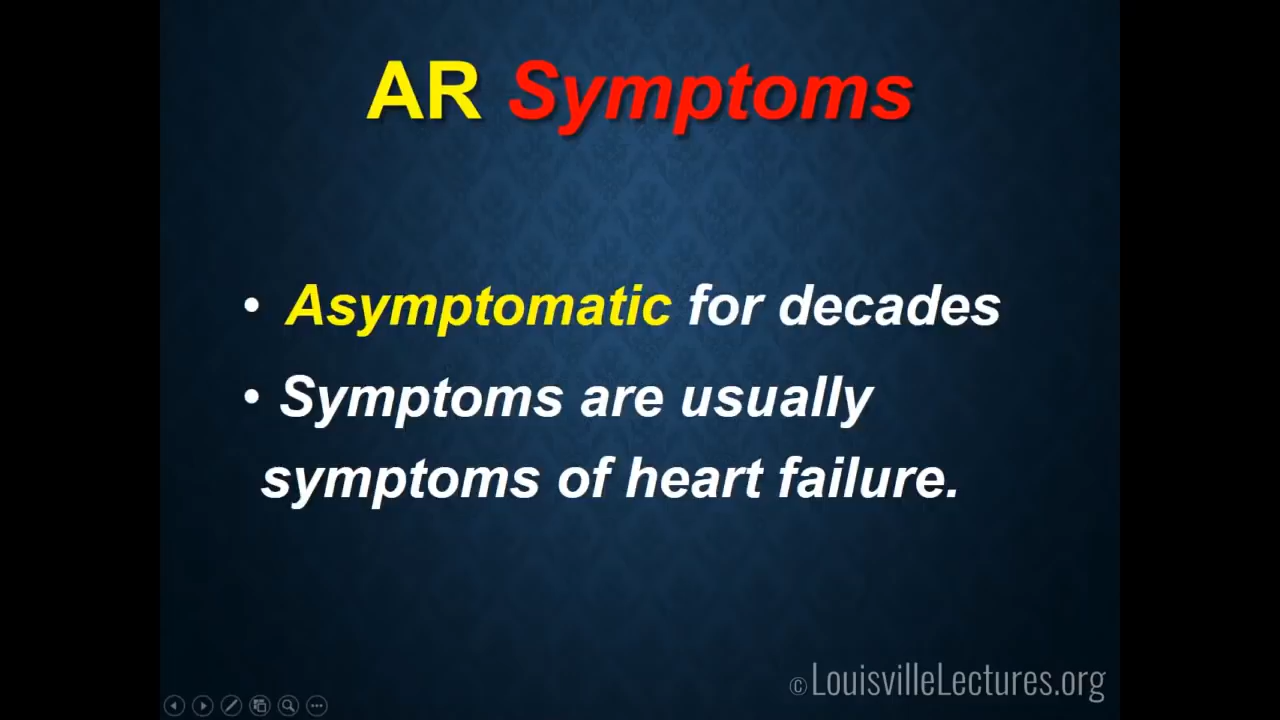 AR Symptoms
• Asymptomatic for decades
• Symptoms are usually
symptoms of heart failure.
© LouisvilleLectures.org